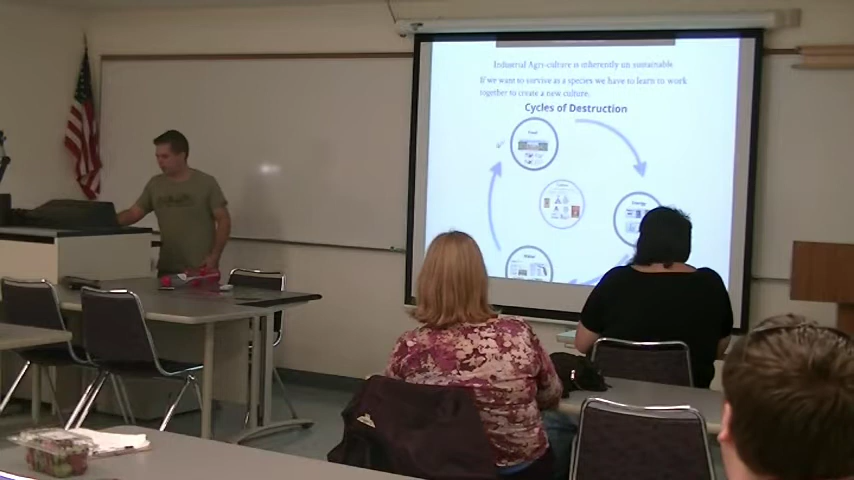 Industrial Agri-culture is inherently un sustainable.
If we want to survive as a species we have to learn to work
together to create a new culture.
Cycles of Destruction
Food
Energy
Water